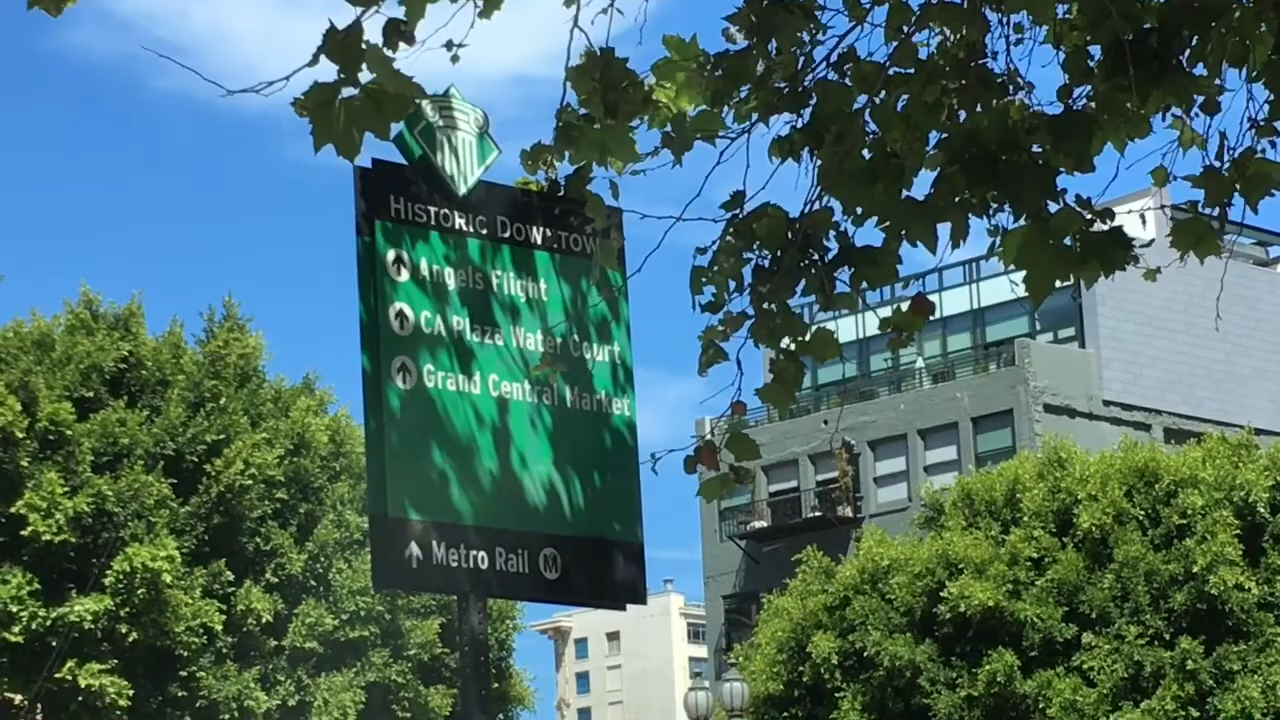 HISTORIC DOWNTOW
Angels Flight
CA Plaza Water Court
Grand Central Market
Metro Rail M